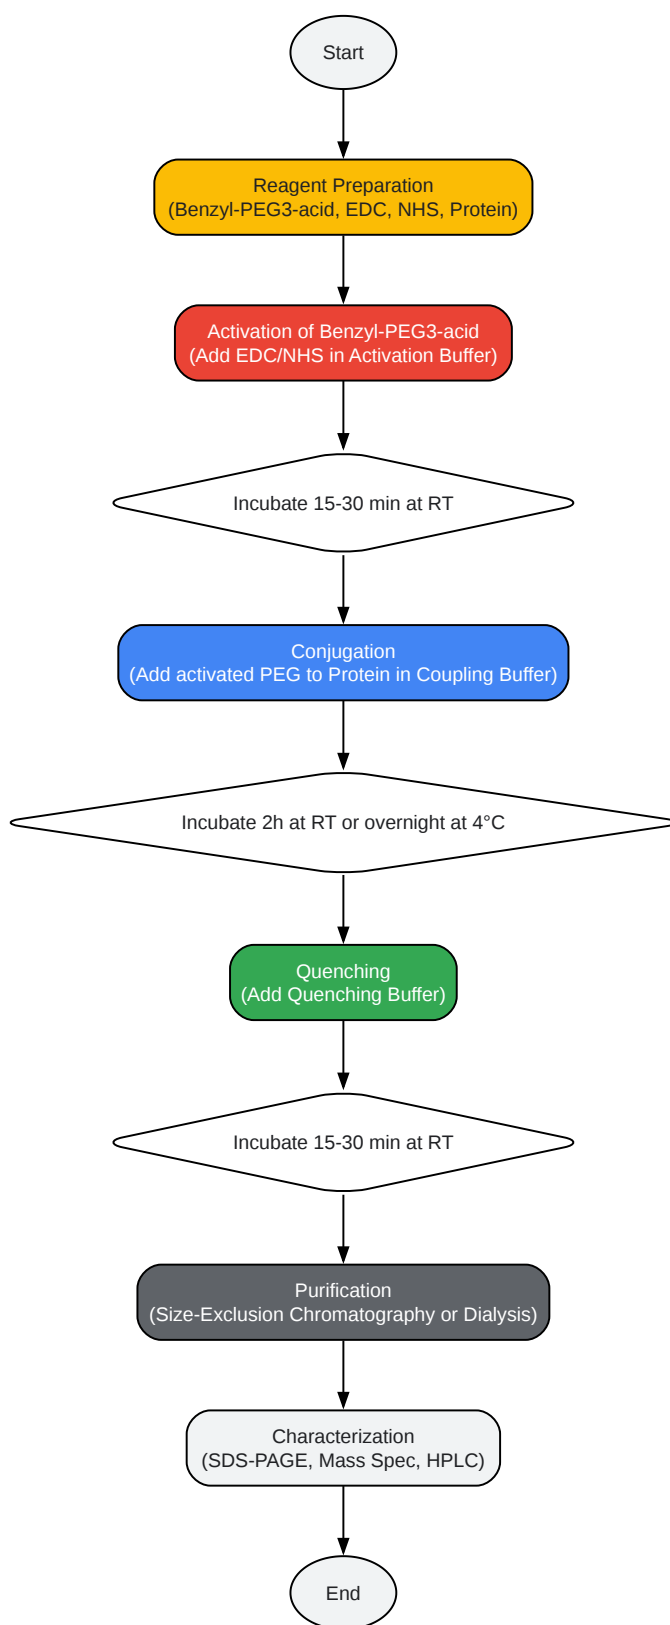 Start
Reagent Preparation
(Benzyl-PEG3-acid, EDC, NHS, Protein)
Activation of Benzyl-PEG3-acid
(Add EDC/NHS in Activation Buffer)
Incubate 15-30 min at RT
Conjugation
(Add activated PEG to Protein in Coupling Buffer)
Incubate 2h at RT or overnight at 4°C
Quenching
(Add Quenching Buffer)
Incubate 15-30 min at RT
Purification
(Size-Exclusion Chromatography or Dialysis)
Characterization
(SDS-PAGE, Mass Spec, HPLC)
End